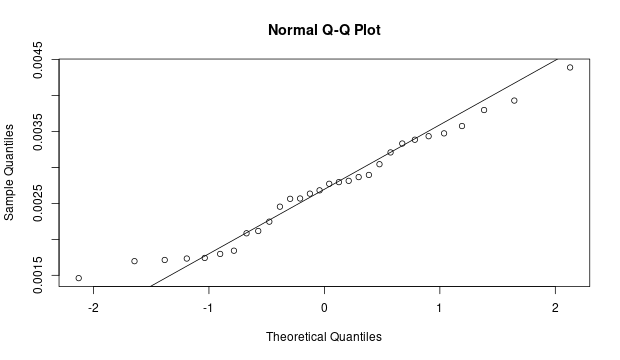 Normal Q-Q Plot
0.0045
0.0035
0.0025
0.0015
Sample Quantiles
-2 -1 0 1 2
Theoretical Quantiles